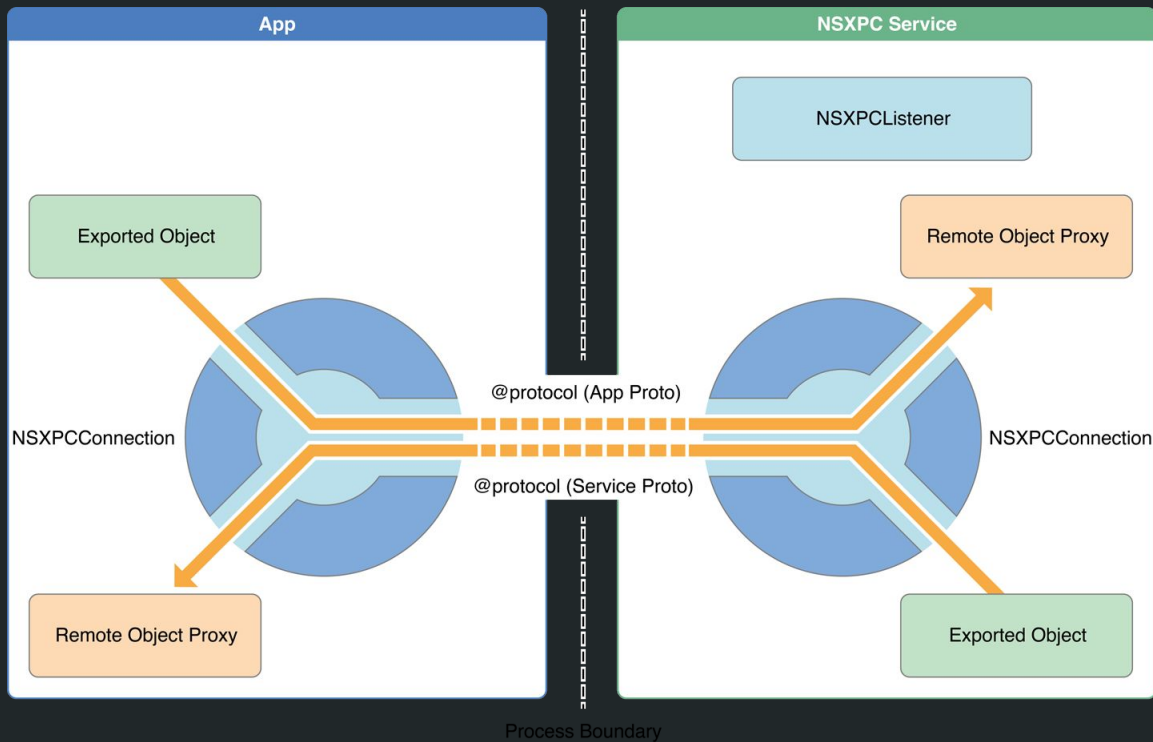 App
NSXPC Service
NSXPCListener
Exported Object
Remote Object Proxy
@protocol (App Proto)
NSXPCConnection
NSXPCConnection
@protocol (Service Proto)
Remote Object Proxy
Exported Object
Process Boundary